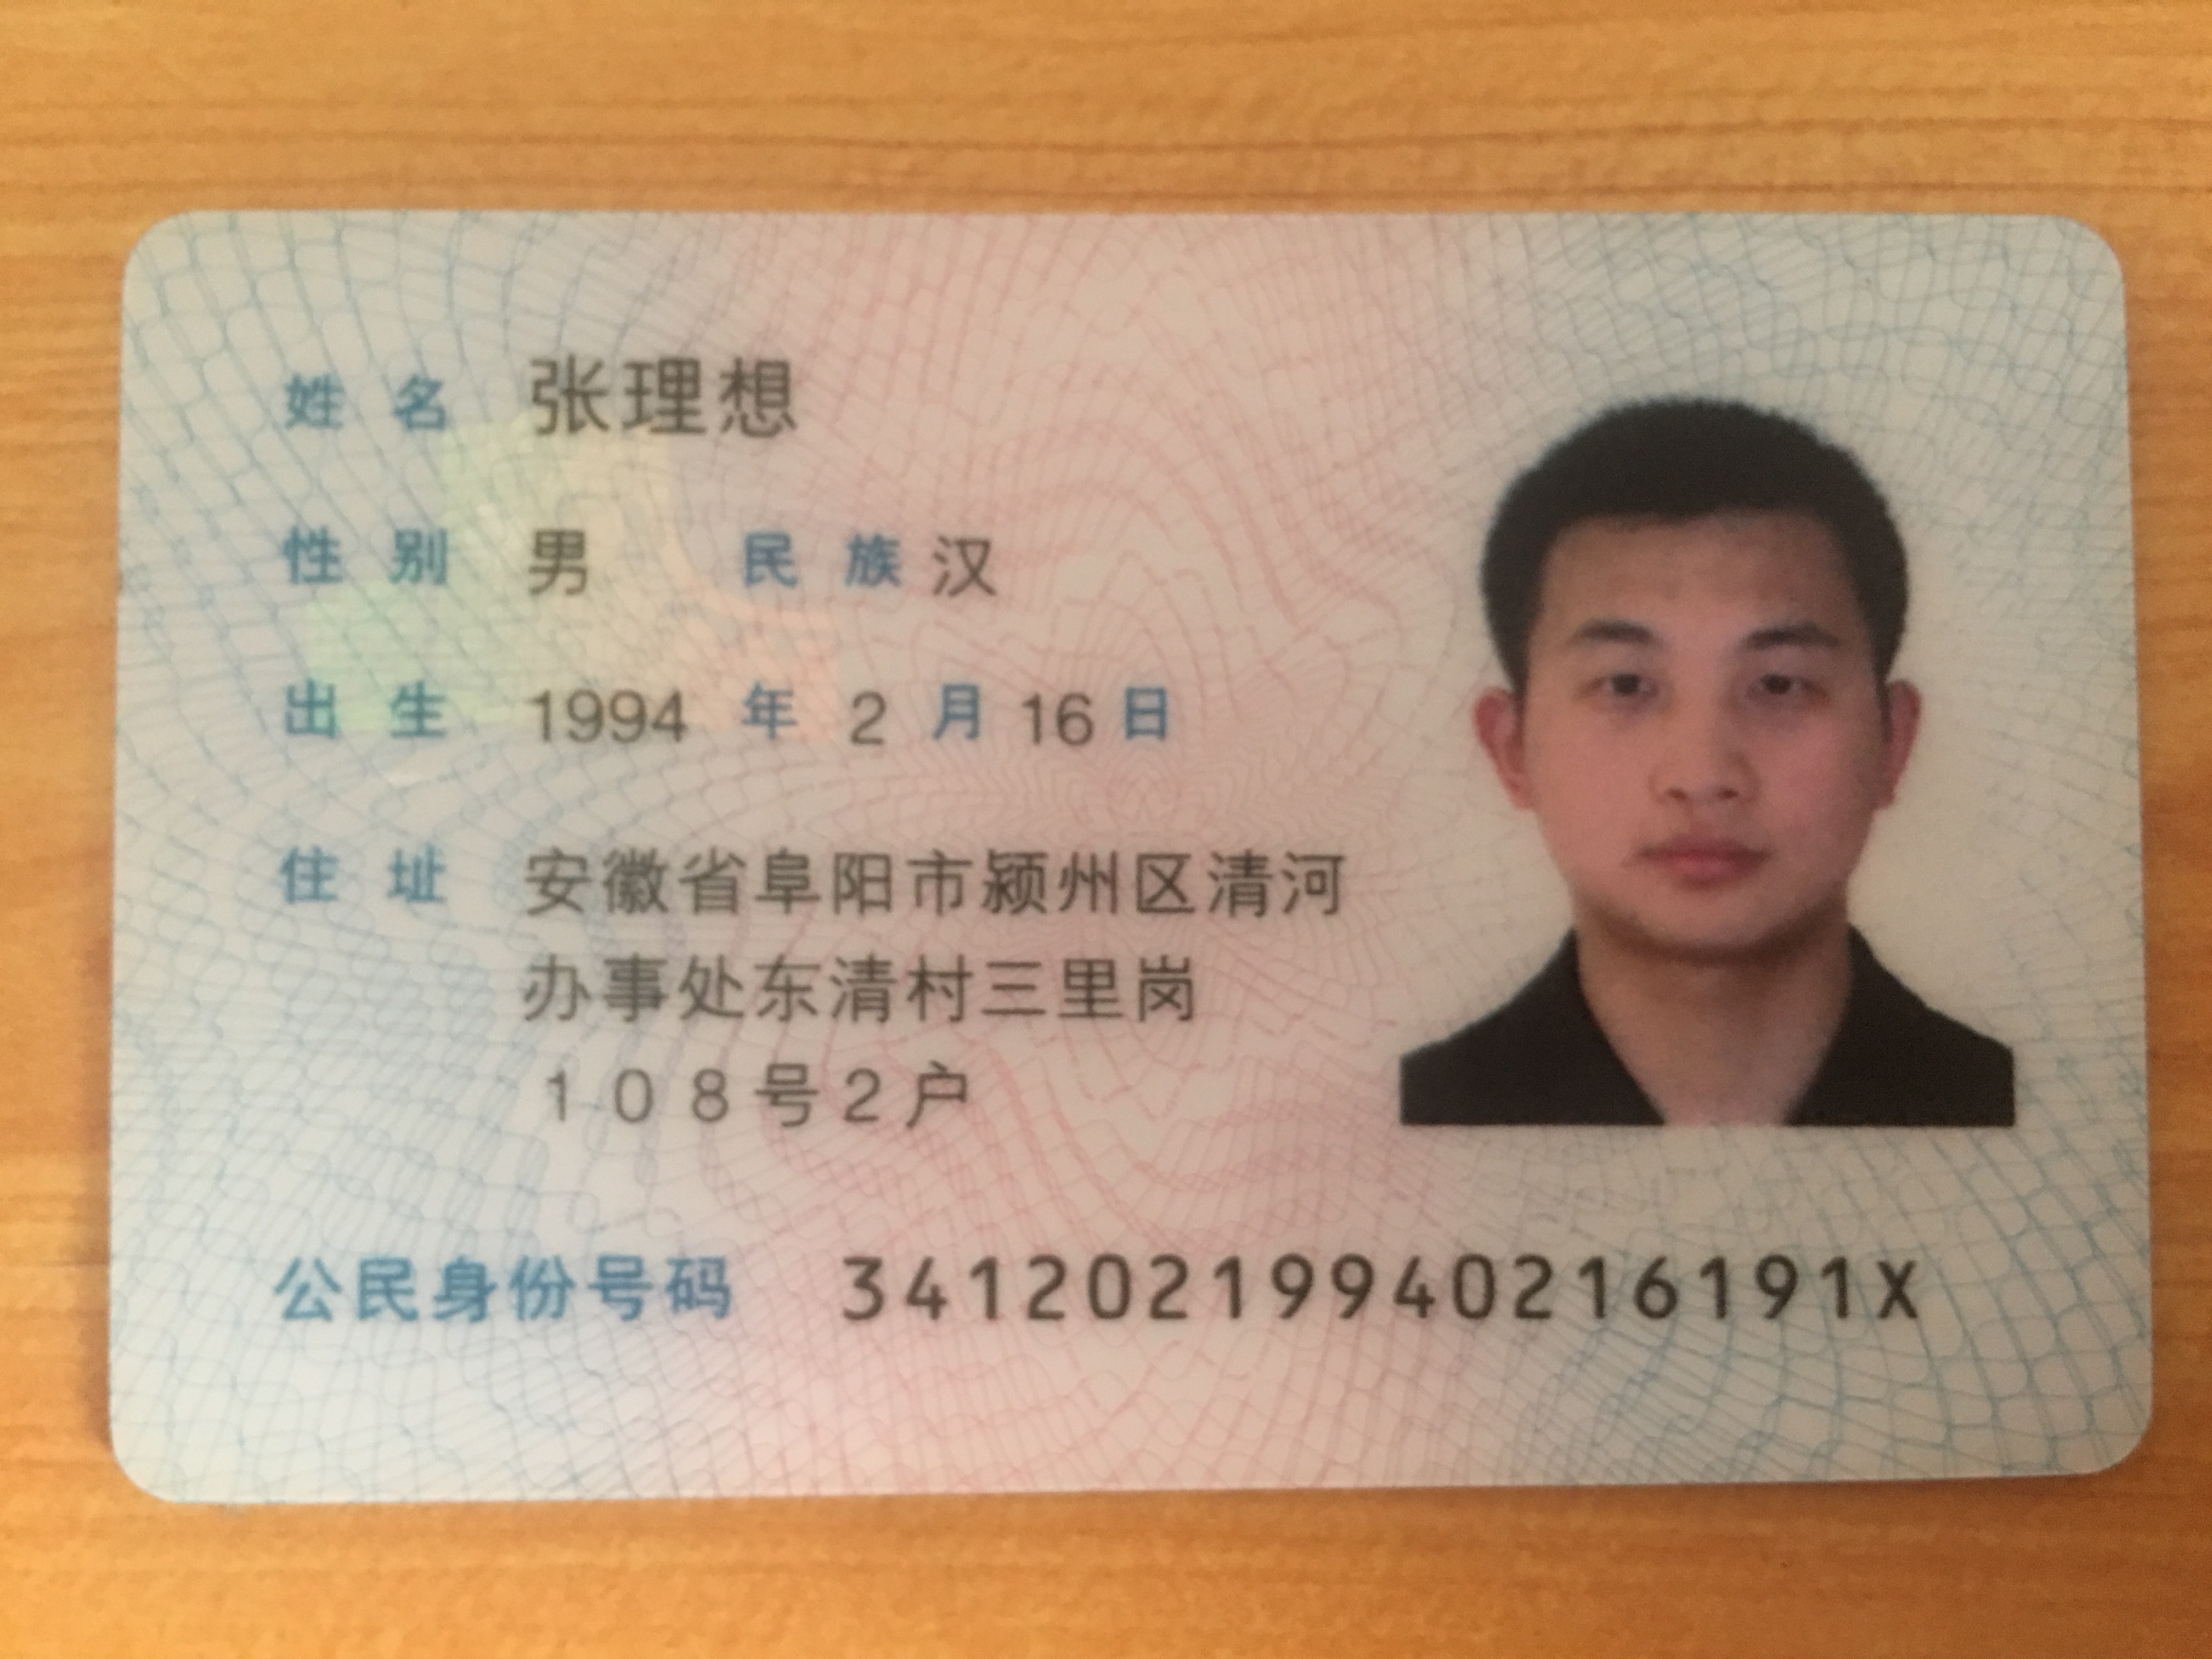 姓名 张理想
性别 男 民族 汉
出生 1994 年 2 月 16 日
住址 安徽省阜阳市颍州区清河
办事处东清村三里岗
108号2户
公民身份号码 34120219940216191X